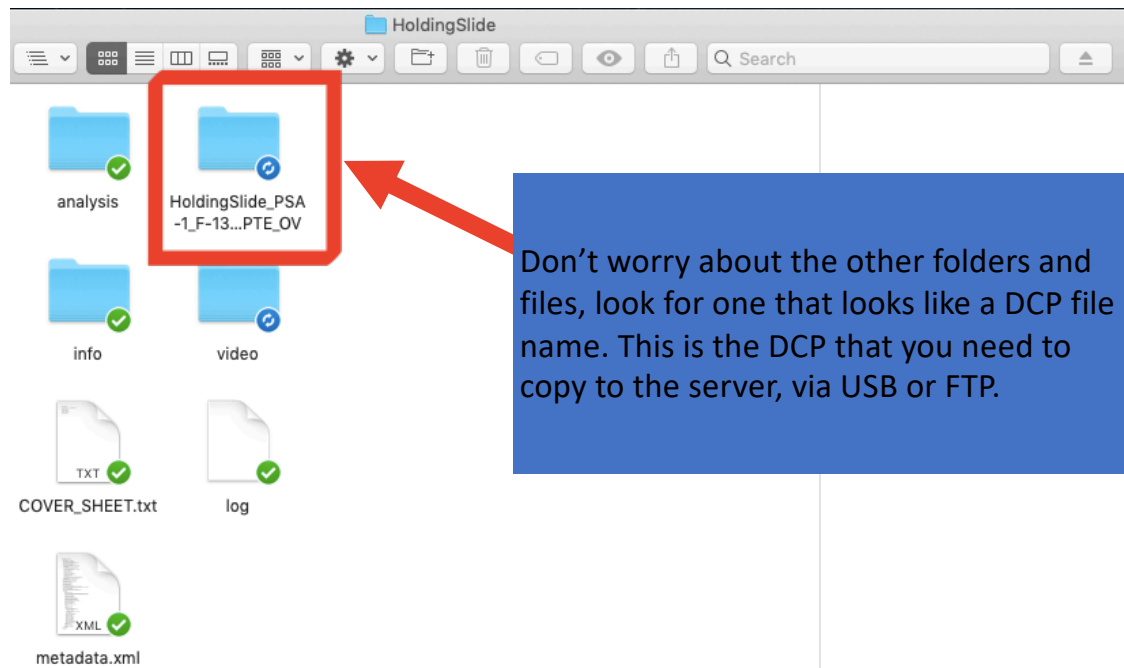 HoldingSlide
Search
analysis
HoldingSlide_PSA
-1_F-13...PTE_OV
Don’t worry about the other folders and
files, look for one that looks like a DCP file
name. This is the DCP that you need to
copy to the server, via USB or FTP.
info
video
TXT
COVER_SHEET.txt
log
XML
metadata.xml